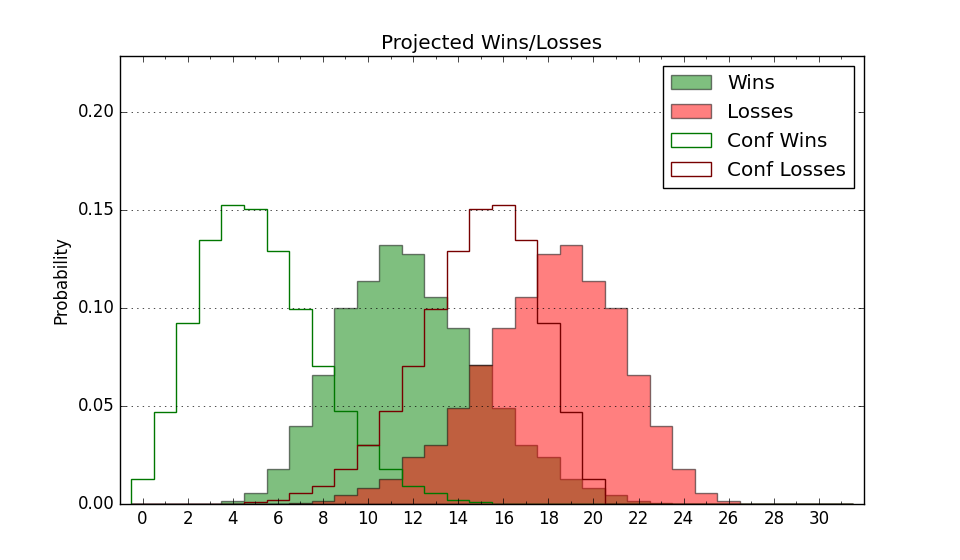 Projected Wins/Losses
Wins
Losses
Conf Wins
Conf Losses
Probability
0.20
0.15
0.10
0.05
0.00
0 2 4 6 8 10 12 14 16 18 20 22 24 26 28 30